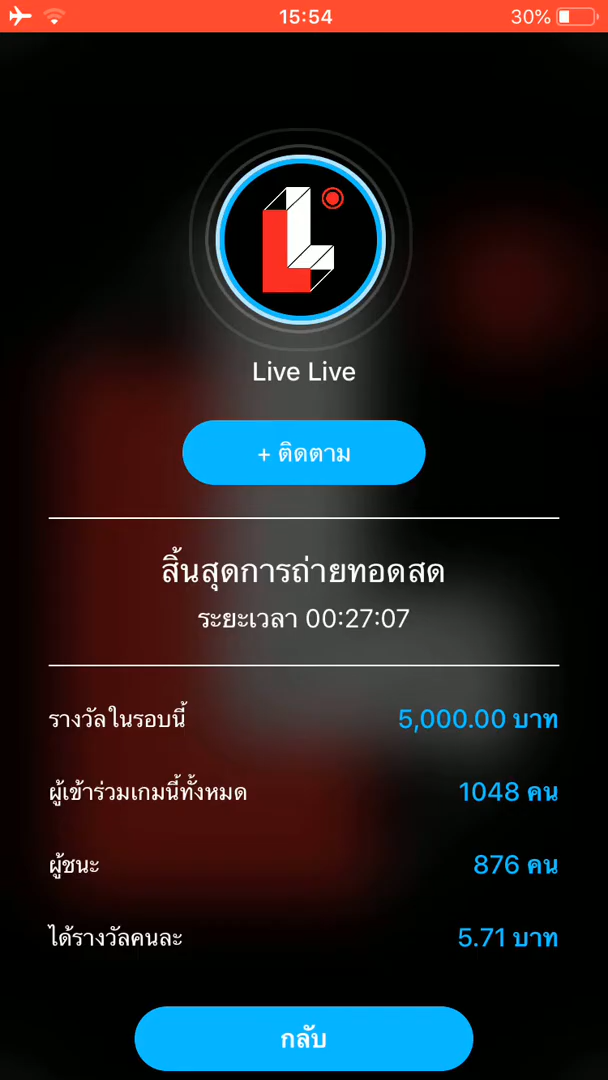 15:54
30%
Live Live
+ ติดตาม
สิ้นสุดการถ่ายทอดสด
ระยะเวลา 00:27:07
รางวัลในรอบนี้ 5,000.00 บาท
ผู้เข้าร่วมเกมนี้ทั้งหมด 1048 คน
ผู้ชนะ 876 คน
ได้รางวัลคนละ 5.71 บาท
กลับ